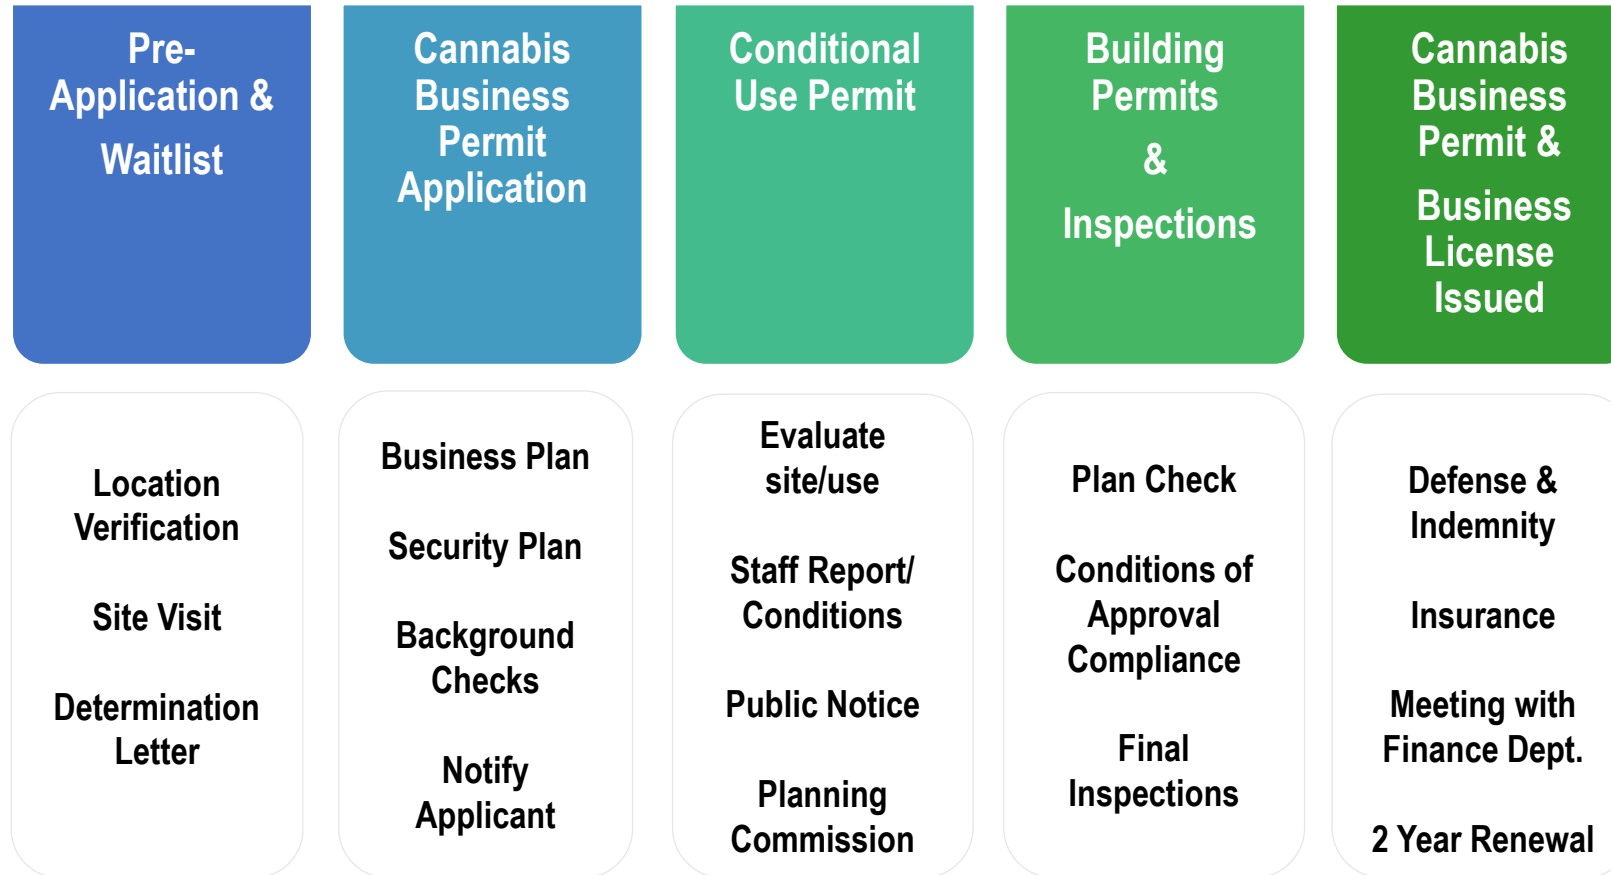 Pre-
Application &
Waitlist
Cannabis
Business
Permit
Application
Conditional
Use Permit
Building
Permits
&
Inspections
Cannabis
Business
Permit &
Business
License
Issued
Location
Verification
Site Visit
Determination
Letter
Business Plan
Security Plan
Background
Checks
Notify
Applicant
Evaluate
site/use
Staff Report/
Conditions
Public Notice
Planning
Commission
Plan Check
Conditions of
Approval
Compliance
Final
Inspections
Defense &
Indemnity
Insurance
Meeting with
Finance Dept.
2 Year Renewal